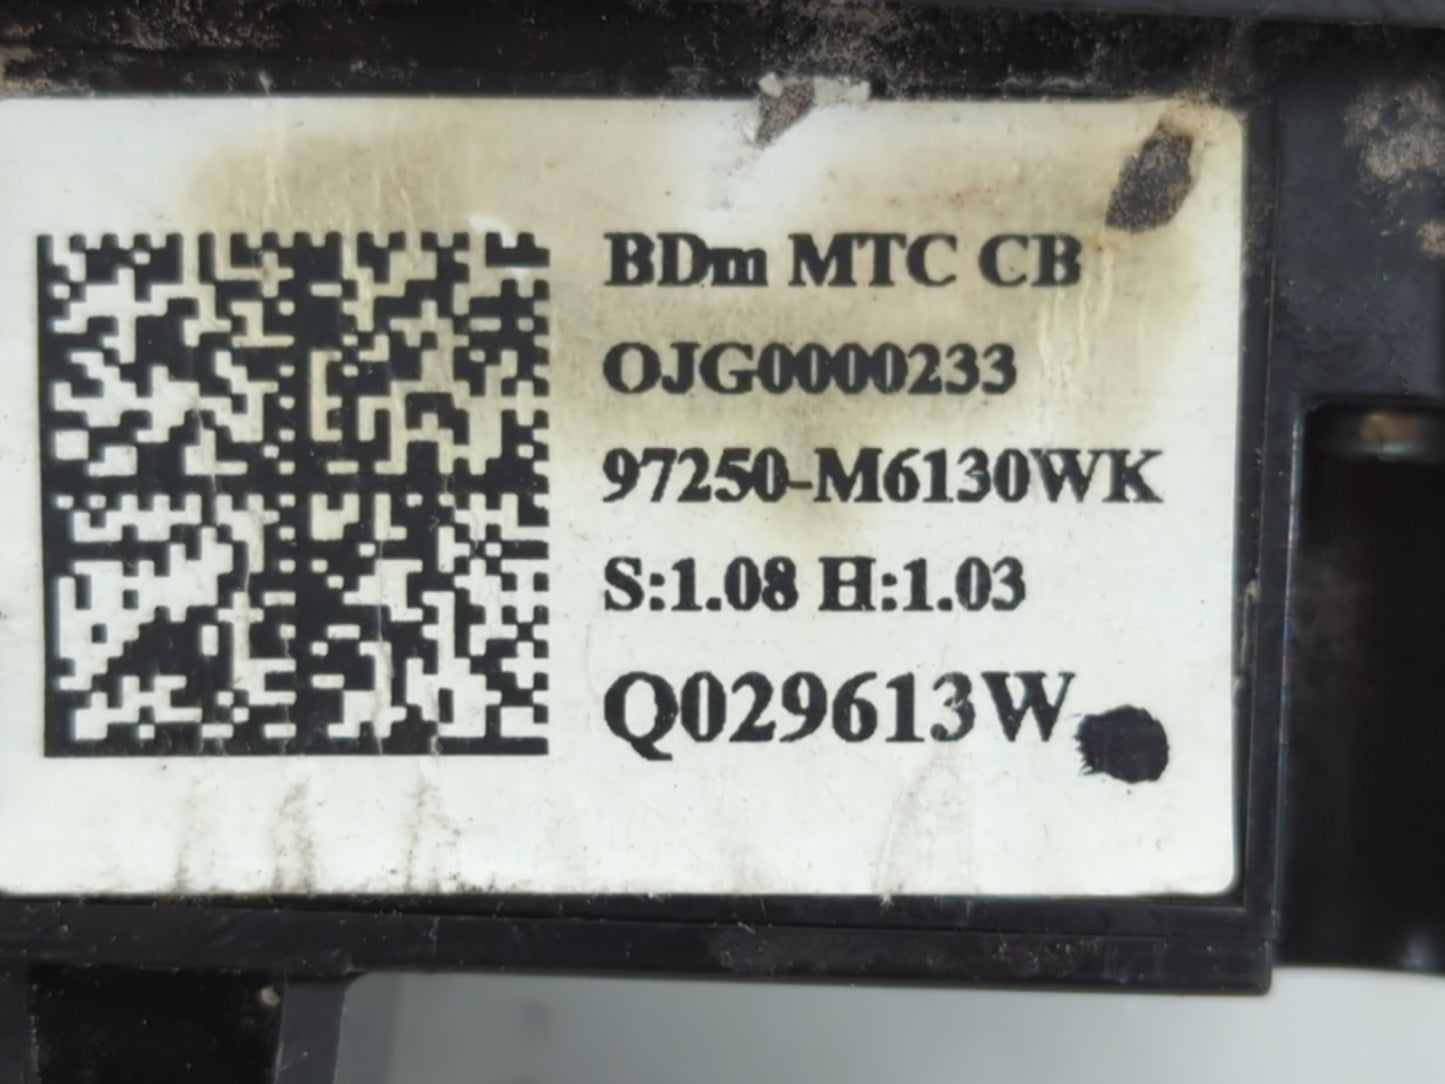 BDm MTC CB
OJG0000233
97250-M6130WK
S:1.08 H:1.03
Q029613W